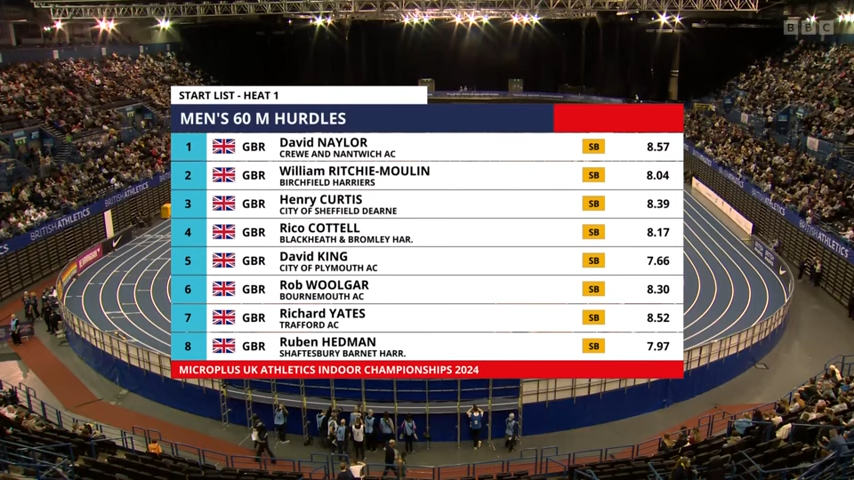 BBC
START LIST - HEAT 1
MEN'S 60 M HURDLES
1 GBR David NAYLOR SB 8.57
CREWE AND NANTWICH AC
2 GBR William RITCHIE-MOULIN SB 8.04
BIRCHFIELD HARRIERS
3 GBR Henry CURTIS SB 8.39
CITY OF SHEFFIELD DEARNE
4 GBR Rico COTTELL SB 8.17
BLACKHEATH & BROMLEY HAR.
5 GBR David KING SB 7.66
CITY OF PLYMOUTH AC
6 GBR Rob WOOLGAR SB 8.30
BOURNEMOUTH AC
7 GBR Richard YATES SB 8.52
TRAFFORD AC
8 GBR Ruben HEDMAN SB 7.97
SHAFTESBURY BARNET HARR.
MICROPLUS UK ATHLETICS INDOOR CHAMPIONSHIPS 2024
BRITISH ATHLETICS
BRITISH ATHLETICS
BRITISH ATHLETICS